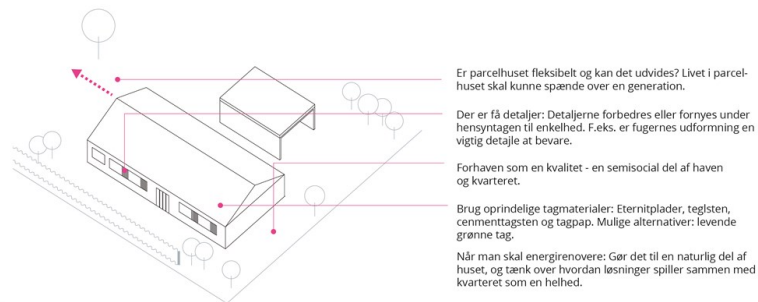 Er parcelhuset fleksibelt og kan det udvides? Livet i parcel-
huset skal kunne spænde over en generation.
Der er få detaljer: Detaljerne forbedres eller fornyes under
hensyntagen til enkelhed. F.eks. er fugernes udformning en
vigtig detajle at bevare.
Forhaven som en kvalitet - en semisocial del af haven
og kvarteret.
Brug oprindelige tagmaterialer: Eternitplader, teglsten,
cenmenttagsten og tagpap. Mulige alternativer: levende
grønne tag.
Når man skal energirenovere: Gør det til en naturlig del af
huset, og tænk over hvordan løsninger spiller sammen med
kvarteret som en helhed.